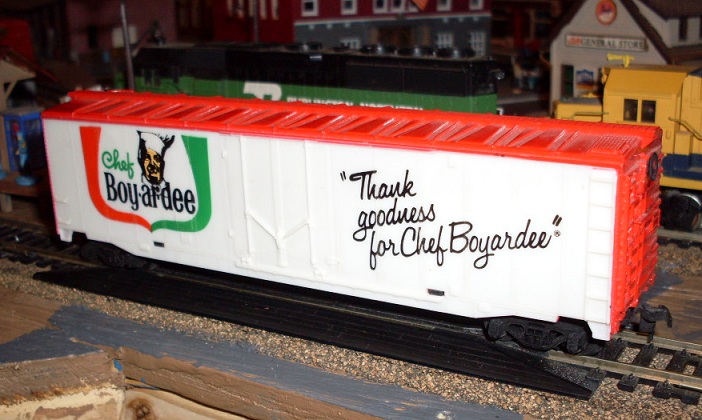 Chef
Boy-ar-dee
"Thank
goodness
for Chef Boyardee"®
GENERAL STORE